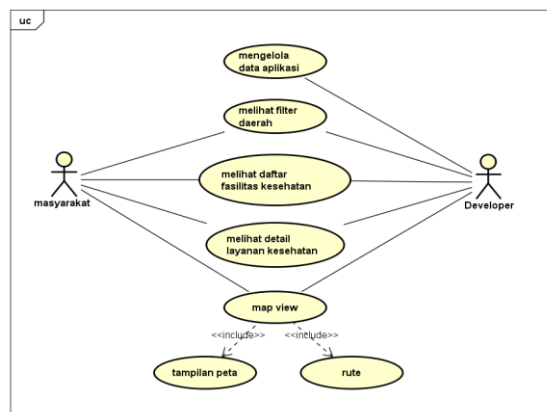 uc
mengelola
data aplikasi
melihat filter
daerah
melihat daftar
fasilitas kesehatan
masyarakat
Developer
melihat detail
layanan kesehatan
map view
<<include>>
<<include>>
tampilan peta
rute